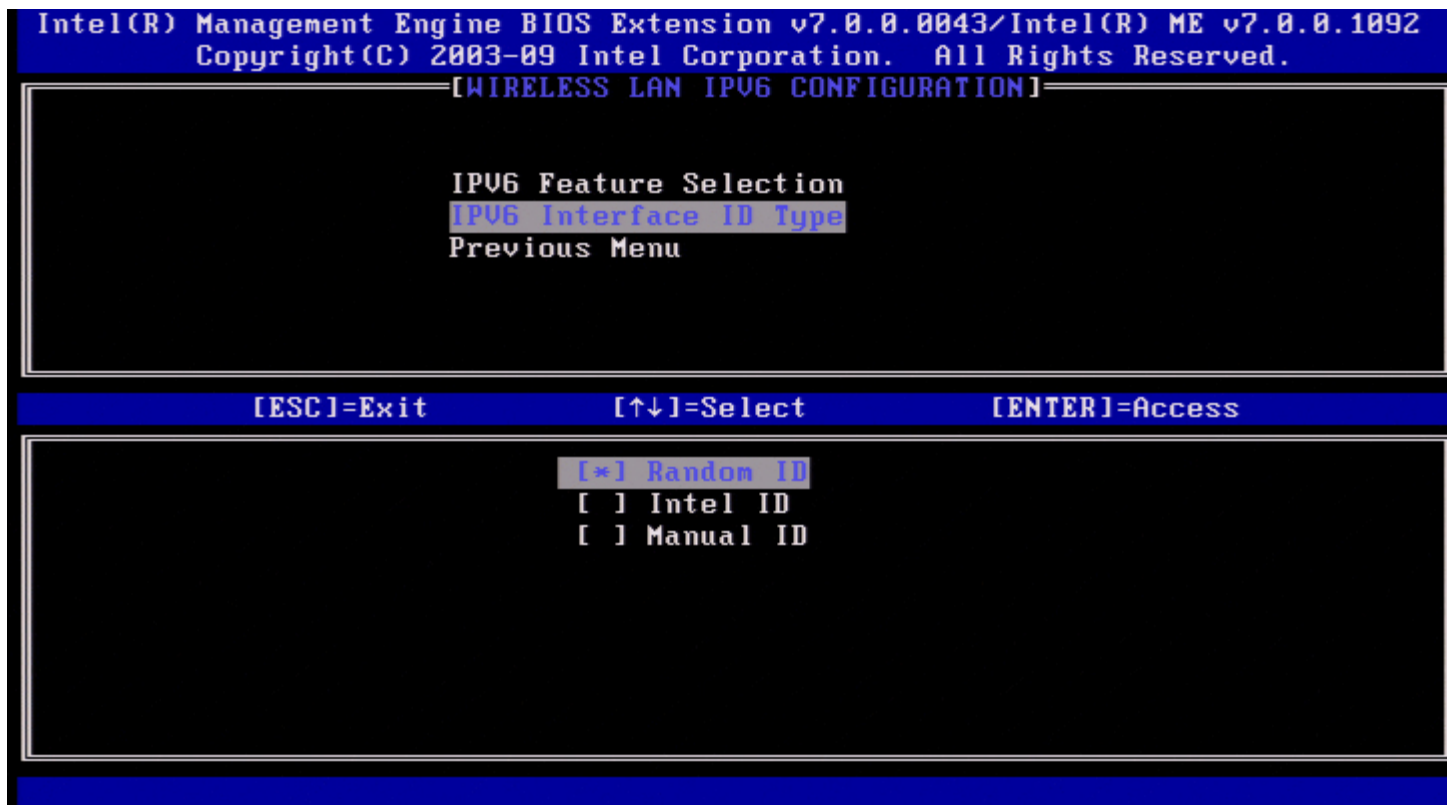 Intel(R) Management Engine BIOS Extension v7.0.0.0043/Intel(R) ME v7.0.0.1092
Copyright(C) 2003-09 Intel Corporation.  All Rights Reserved.
[WIRELESS LAN IPV6 CONFIGURATION]
IPV6 Feature Selection
IPV6 Interface ID Type
Previous Menu
[ESC]=Exit [↑↓]=Select [ENTER]=Access
[*] Random ID
[ ] Intel ID
[ ] Manual ID